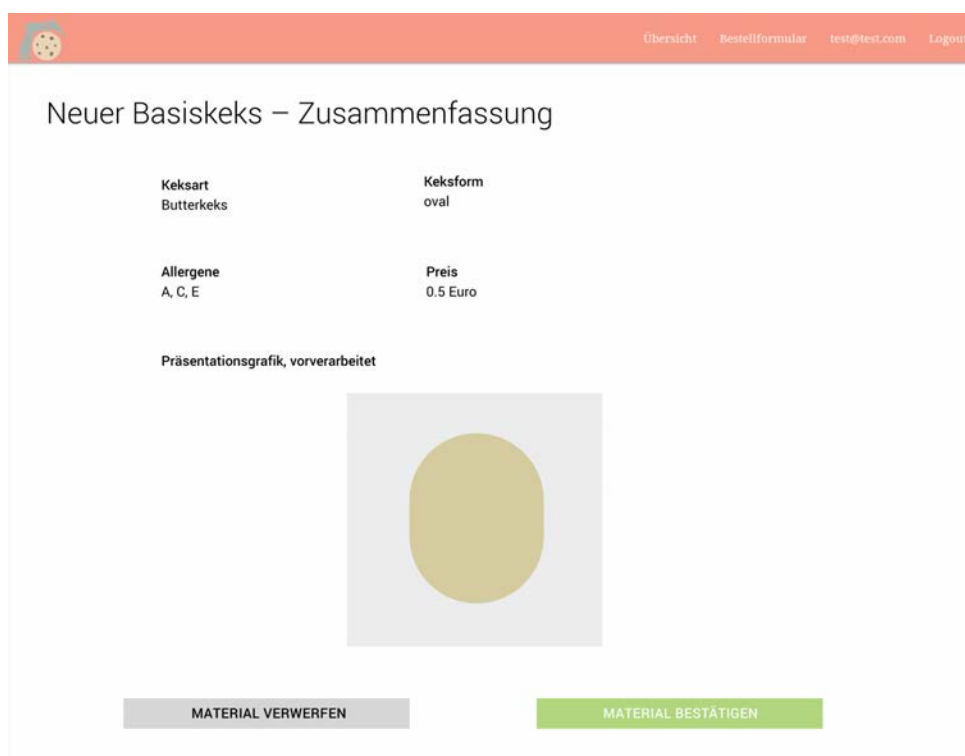 Übersicht Bestellformular test@test.com Logout
Neuer Basiskeks – Zusammenfassung
Keksart Keksform
Butterkeks oval
Allergene Preis
A, C, E 0.5 Euro
Präsentationsgrafik, vorverarbeitet
MATERIAL VERWERFEN MATERIAL BESTÄTIGEN